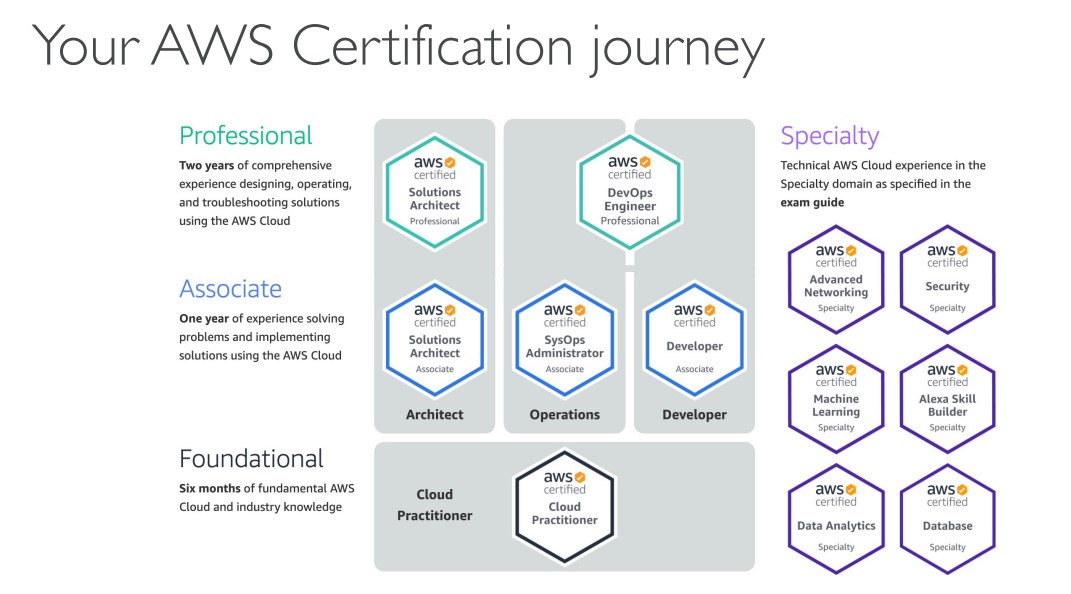 Your AWS Certification journey
Professional
Two years of comprehensive
experience designing, operating,
and troubleshooting solutions
using the AWS Cloud
aws
certified
Solutions
Architect
Professional
aws
certified
DevOps
Engineer
Professional
Specialty
Technical AWS Cloud experience in the
Specialty domain as specified in the
exam guide
Associate
One year of experience solving
problems and implementing
solutions using the AWS Cloud
aws
certified
Solutions
Architect
Associate
Architect
aws
certified
SysOps
Administrator
Associate
Operations
aws
certified
Developer
Associate
Developer
Foundational
Six months of fundamental AWS
Cloud and industry knowledge
Cloud
Practitioner
aws
certified
Cloud
Practitioner
aws
certified
Advanced
Networking
Specialty
aws
certified
Security
Specialty
aws
certified
Machine
Learning
Specialty
aws
certified
Alexa Skill
Builder
Specialty
aws
certified
Data Analytics
Specialty
aws
certified
Database
Specialty